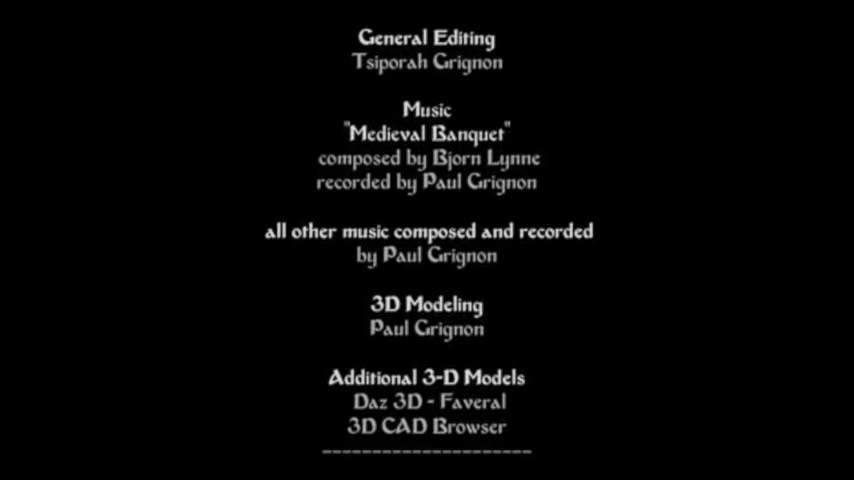 General Editing
Tsiporah Grignon
Music
"Medieval Banquet"
composed by Bjorn Lynne
recorded by Paul Grignon
all other music composed and recorded
by Paul Grignon
3D Modeling
Paul Grignon
Additional 3-D Models
Daz 3D - Faveral
3D CAD Browser
---------------------